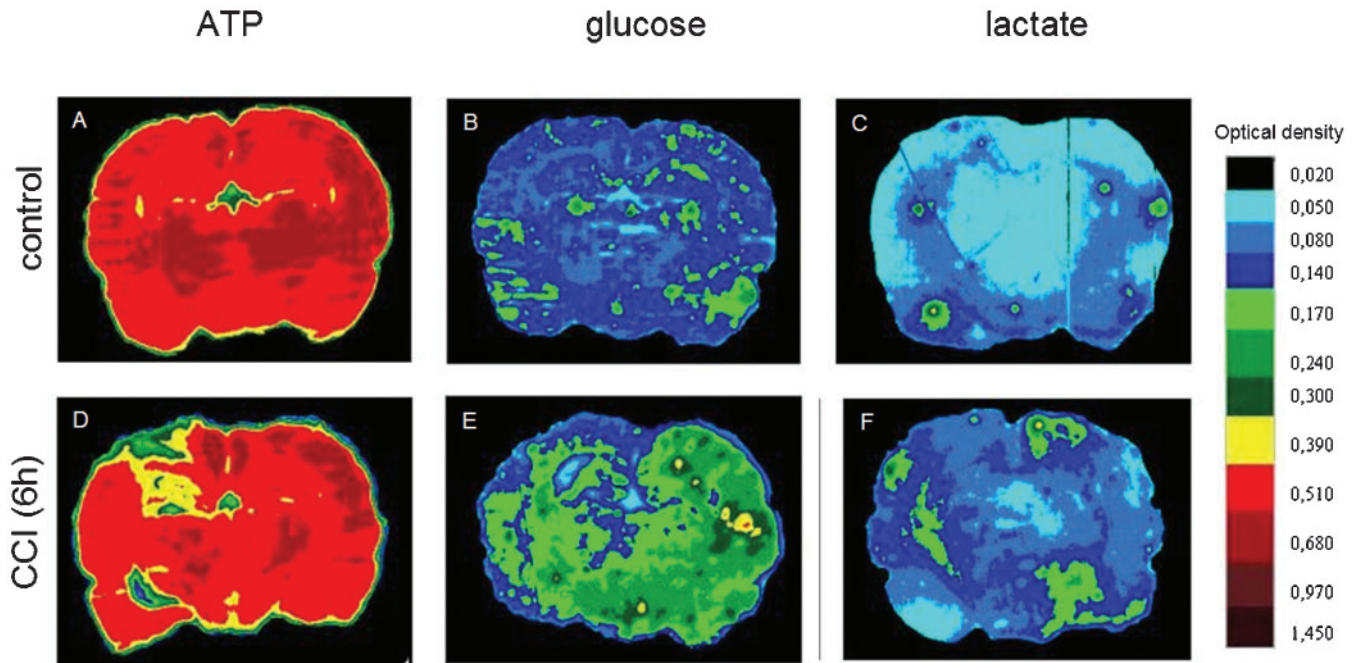 ATP glucose lactate
control
A
B
C
Optical density
0,020
0,050
0,080
0,140
0,170
0,240
0,300
0,390
0,510
0,680
0,970
1,450
CCI (6h)
D
E
F